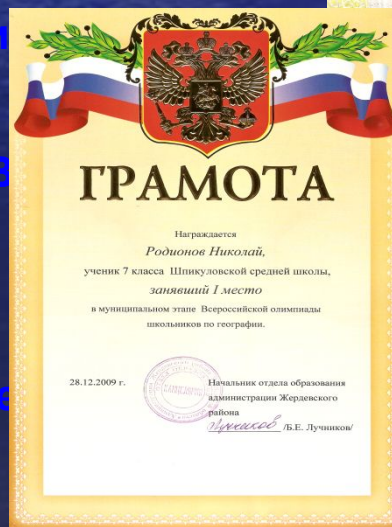 ГРАМОТА
Награждается
Родионов Николай,
ученик 7 класса Шпикуловской средней школы,
занявший I место
в муниципальном этапе Всероссийской олимпиады
школьников по географии.
28.12.2009 г.
Начальник отдела образования
администрации Жердевского
района
/Б.Е. Лучников/